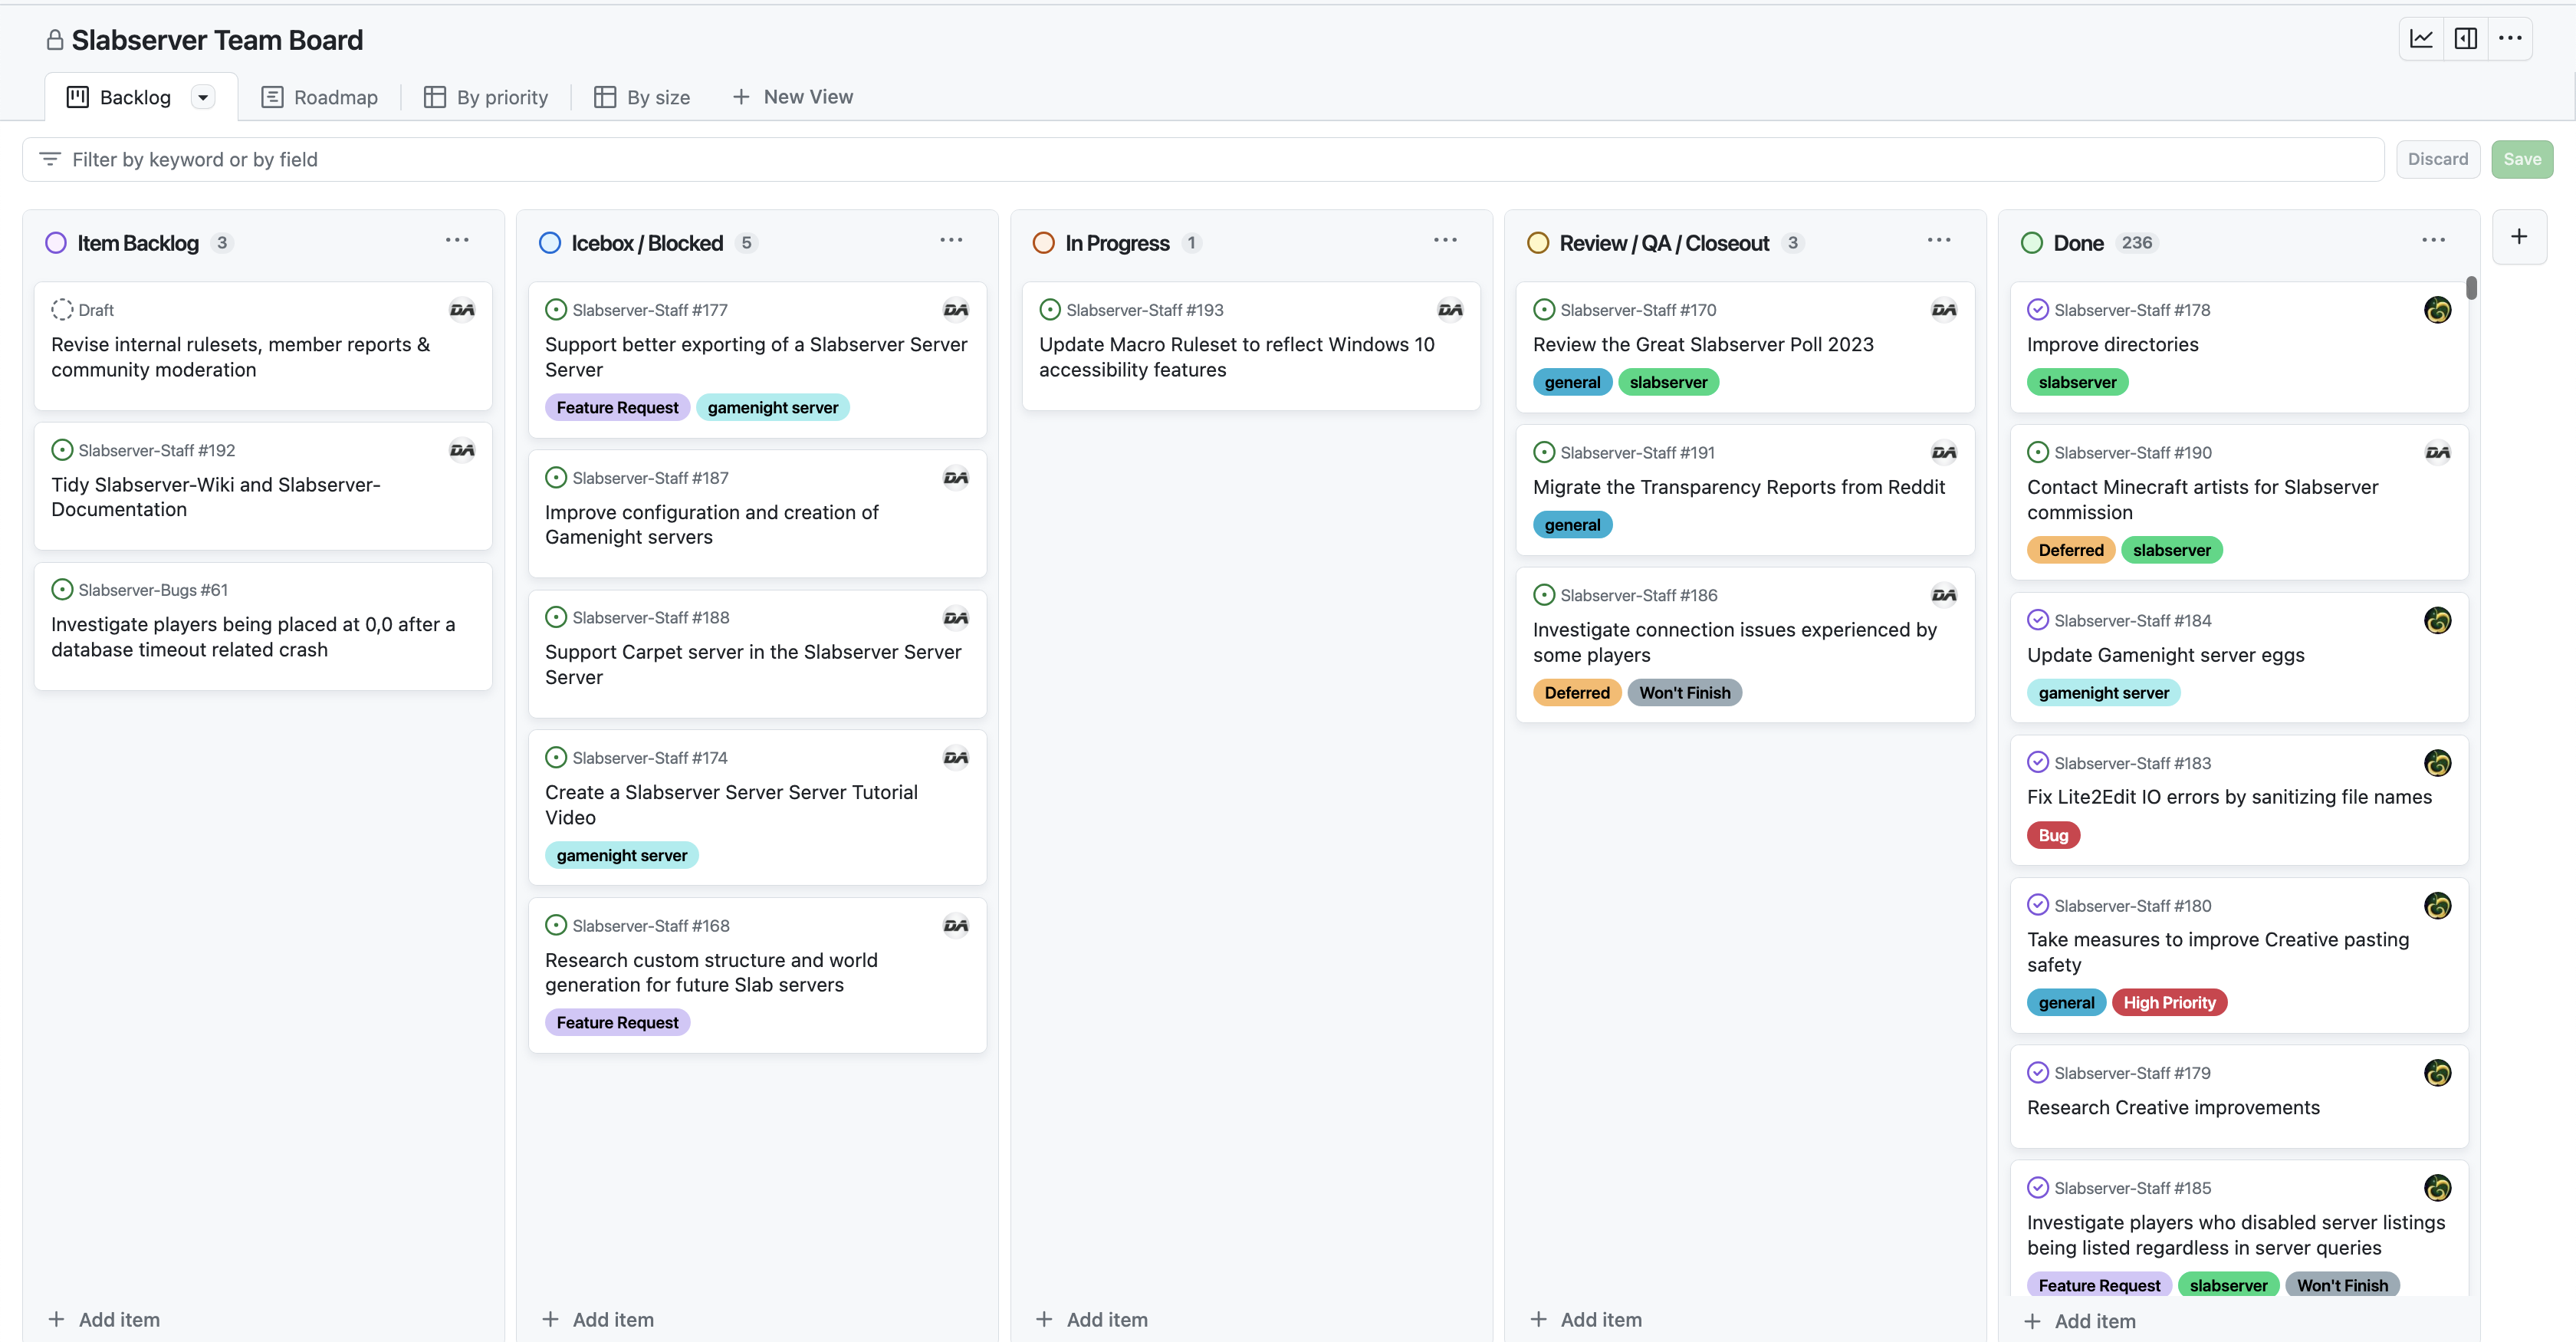 Slabserver Team Board
Backlog
Roadmap
By priority
By size
New View
Filter by keyword or by field
Discard
Save
Item Backlog 3
Draft
DA
Revise internal rulesets, member reports &
community moderation
Slabserver-Staff #192
DA
Tidy Slabserver-Wiki and Slabserver-
Documentation
Slabserver-Bugs #61
Investigate players being placed at 0,0 after a
database timeout related crash
Add item
Icebox / Blocked 5
Slabserver-Staff #177
DA
Support better exporting of a Slabserver Server
Server
Feature Request gamenight server
Slabserver-Staff #187
DA
Improve configuration and creation of
Gamenight servers
Slabserver-Staff #188
DA
Support Carpet server in the Slabserver Server
Server
Slabserver-Staff #174
DA
Create a Slabserver Server Server Tutorial
Video
gamenight server
Slabserver-Staff #168
DA
Research custom structure and world
generation for future Slab servers
Feature Request
Add item
In Progress 1
Slabserver-Staff #193
DA
Update Macro Ruleset to reflect Windows 10
accessibility features
Add item
Review / QA / Closeout 3
Slabserver-Staff #170
DA
Review the Great Slabserver Poll 2023
general slabserver
Slabserver-Staff #191
DA
Migrate the Transparency Reports from Reddit
general
Slabserver-Staff #186
DA
Investigate connection issues experienced by
some players
Deferred Won't Finish
Add item
Done 236
Slabserver-Staff #178
Improve directories
slabserver
Slabserver-Staff #190
DA
Contact Minecraft artists for Slabserver
commission
Deferred slabserver
Slabserver-Staff #184
Update Gamenight server eggs
gamenight server
Slabserver-Staff #183
Fix Lite2Edit IO errors by sanitizing file names
Bug
Slabserver-Staff #180
Take measures to improve Creative pasting
safety
general High Priority
Slabserver-Staff #179
Research Creative improvements
Slabserver-Staff #185
Investigate players who disabled server listings
being listed regardless in server queries
Feature Request slabserver Won't Finish
Add item